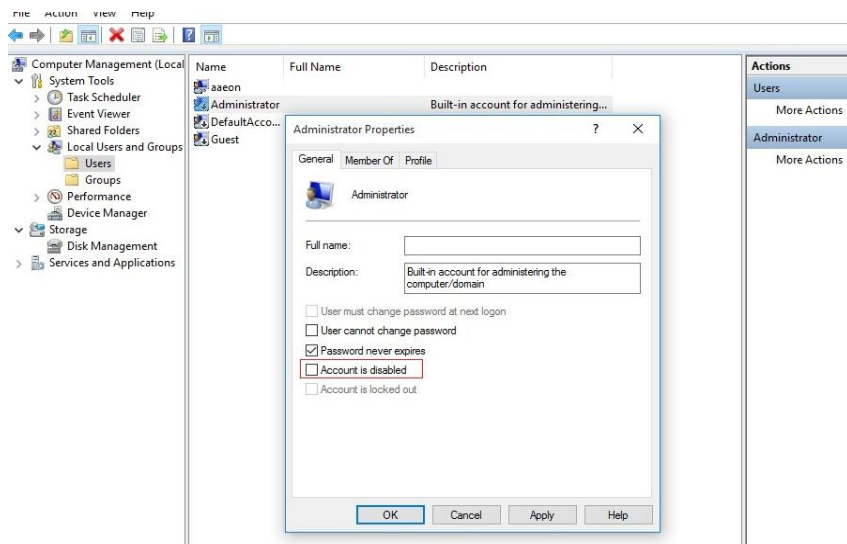 File Action View Help
Computer Management (Local
System Tools
Task Scheduler
Event Viewer
Shared Folders
Local Users and Groups
Users
Groups
Performance
Device Manager
Storage
Disk Management
Services and Applications
Name Full Name Description
aaeon
Administrator Built-in account for administering...
DefaultAcco...
Guest
Administrator Properties ? X
General Member Of Profile
Administrator
Full name:
Description: Built-in account for administering the
computer/domain
User must change password at next logon
User cannot change password
Password never expires
Account is disabled
Account is locked out
OK Cancel Apply Help
Actions
Users
More Actions
Administrator
More Actions